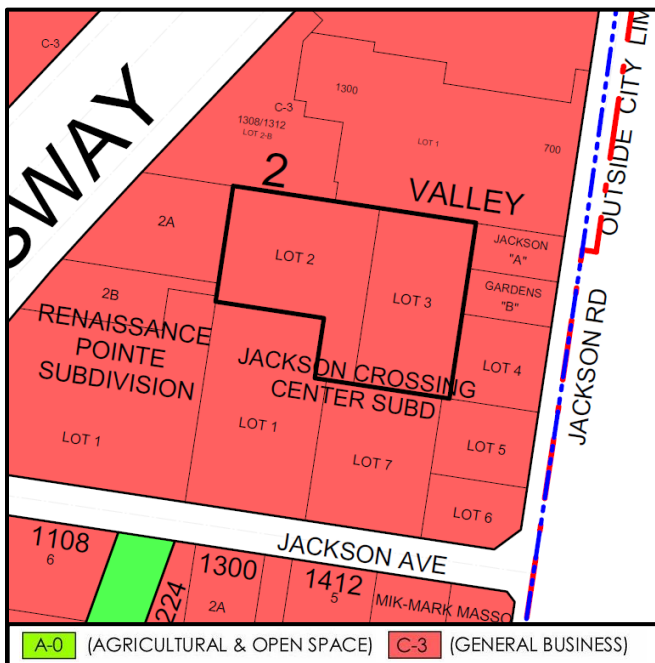 C-3
SWAY
1300
C-3
1308/1312
LOT 2-B
LOT 1
700
OUTSIDE CITY LIM
2
VALLEY
2A
LOT 2
LOT 3
JACKSON
"A"
GARDENS
"B"
2B
RENAISSANCE
POINTE
SUBDIVISION
JACKSON CROSSING
CENTER SUBD
LOT 4
JACKSON RD
LOT 1
LOT 1
LOT 7
LOT 5
LOT 6
JACKSON AVE
1108
6
224
1300
2A
1412
5
MIK-MARK MASSO
A-0 (AGRICULTURAL & OPEN SPACE) C-3 (GENERAL BUSINESS)